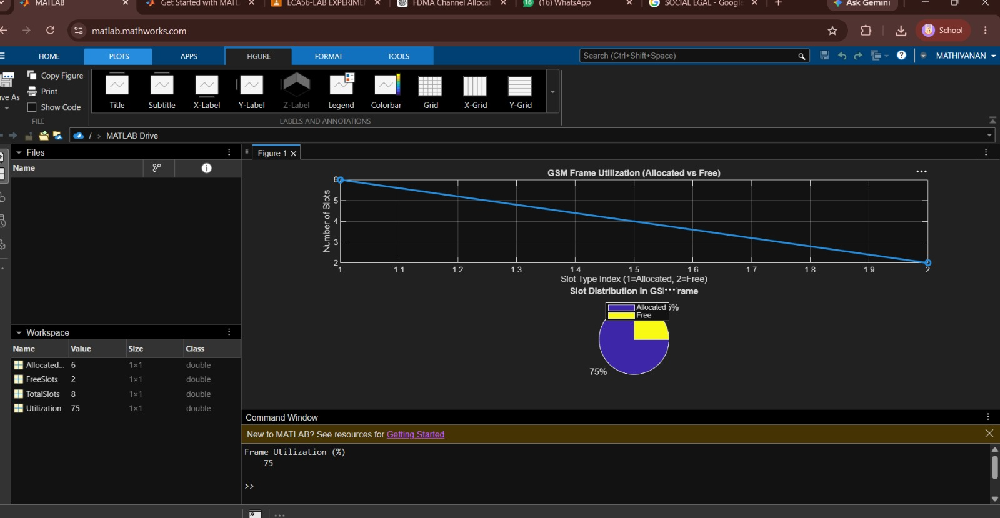 MATLAB
Get Started with MATL
ECA56-LAB EXPERIME
FDMA Channel Allocat
(16) WhatsApp
SOCIAL EGAL - Google
Ask Gemini
matlab.mathworks.com
School
HOME
PLOTS
APPS
FIGURE
FORMAT
TOOLS
Search (Ctrl+Shift+Space)
MATHIVANAN
ve As
Copy Figure
Print
Show Code
FILE
Title
Subtitle
X-Label
Y-Label
Z-Label
Legend
Colorbar
Grid
X-Grid
Y-Grid
LABELS AND ANNOTATIONS
/ › MATLAB Drive
Files
Name
Figure 1
GSM Frame Utilization (Allocated vs Free)
Number of Slots
6
5
4
3
2
1 1.1 1.2 1.3 1.4 1.5 1.6 1.7 1.8 1.9 2
Slot Type Index (1=Allocated, 2=Free)
Slot Distribution in GS rame
Allocated
Free
%
75%
Workspace
Name Value Size Class
Allocated... 6 1×1 double
FreeSlots 2 1×1 double
TotalSlots 8 1×1 double
Utilization 75 1×1 double
Command Window
New to MATLAB? See resources for Getting Started.
Frame Utilization (%)
75
>>